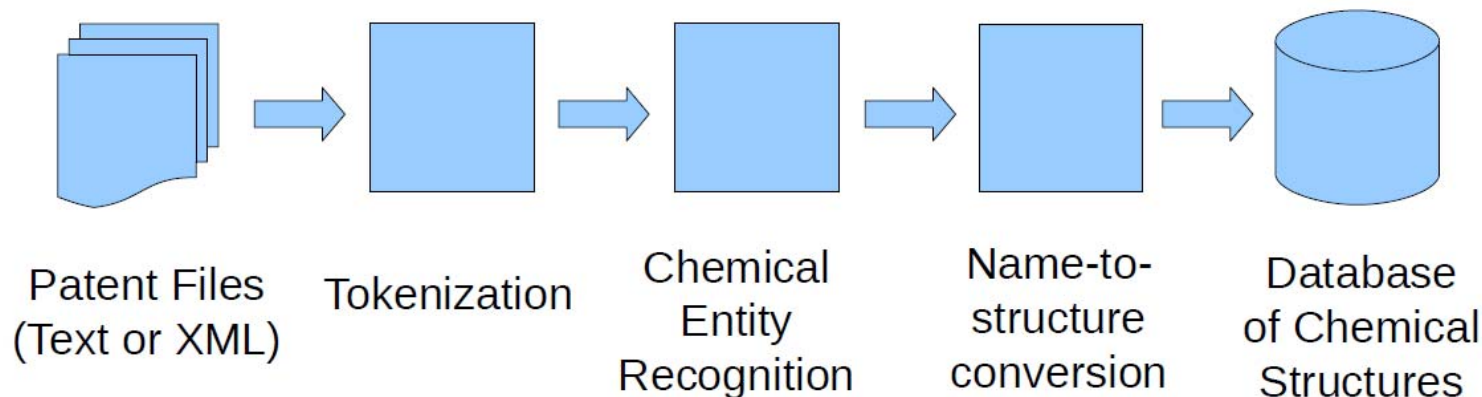 Patent Files
(Text or XML)
Tokenization
Chemical
Entity
Recognition
Name-to-
structure
conversion
Database
of Chemical
Structures